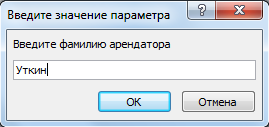 Введите значение параметра
Введите фамилию арендатора
Уткин
ОК
Отмена